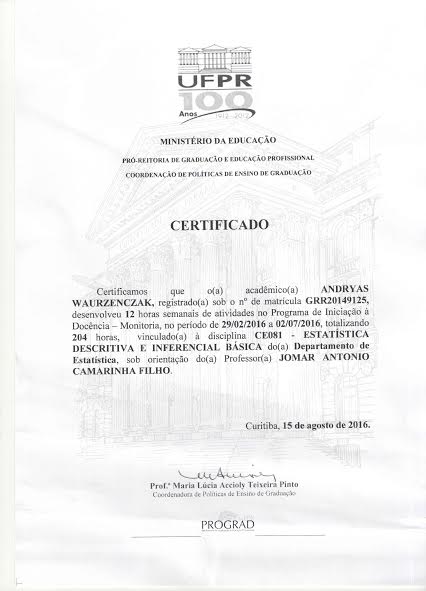 UFPR
100
Anos 1912-2012
MINISTÉRIO DA EDUCAÇÃO
PRÓ-REITORIA DE GRADUAÇÃO E EDUCAÇÃO PROFISSIONAL
COORDENAÇÃO DE POLÍTICAS DE ENSINO DE GRADUAÇÃO
CERTIFICADO
Certificamos que o(a) acadêmico(a) ANDRYAS
WAURZENCZAK, registrado(a) sob o nº de matrícula GRR20149125,
desenvolveu 12 horas semanais de atividades no Programa de Iniciação à
Docência – Monitoria, no período de 29/02/2016 a 02/07/2016, totalizando
204 horas, vinculado(a) à disciplina CE081 - ESTATÍSTICA
DESCRITIVA E INFERENCIAL BÁSICA do(a) Departamento de
Estatística, sob orientação do(a) Professor(a) JOMAR ANTONIO
CAMARINHA FILHO.
Curitiba, 15 de agosto de 2016.
Prof.ª Maria Lúcia Accioly Teixeira Pinto
Coordenadora de Políticas de Ensino de Graduação
PROGRAD